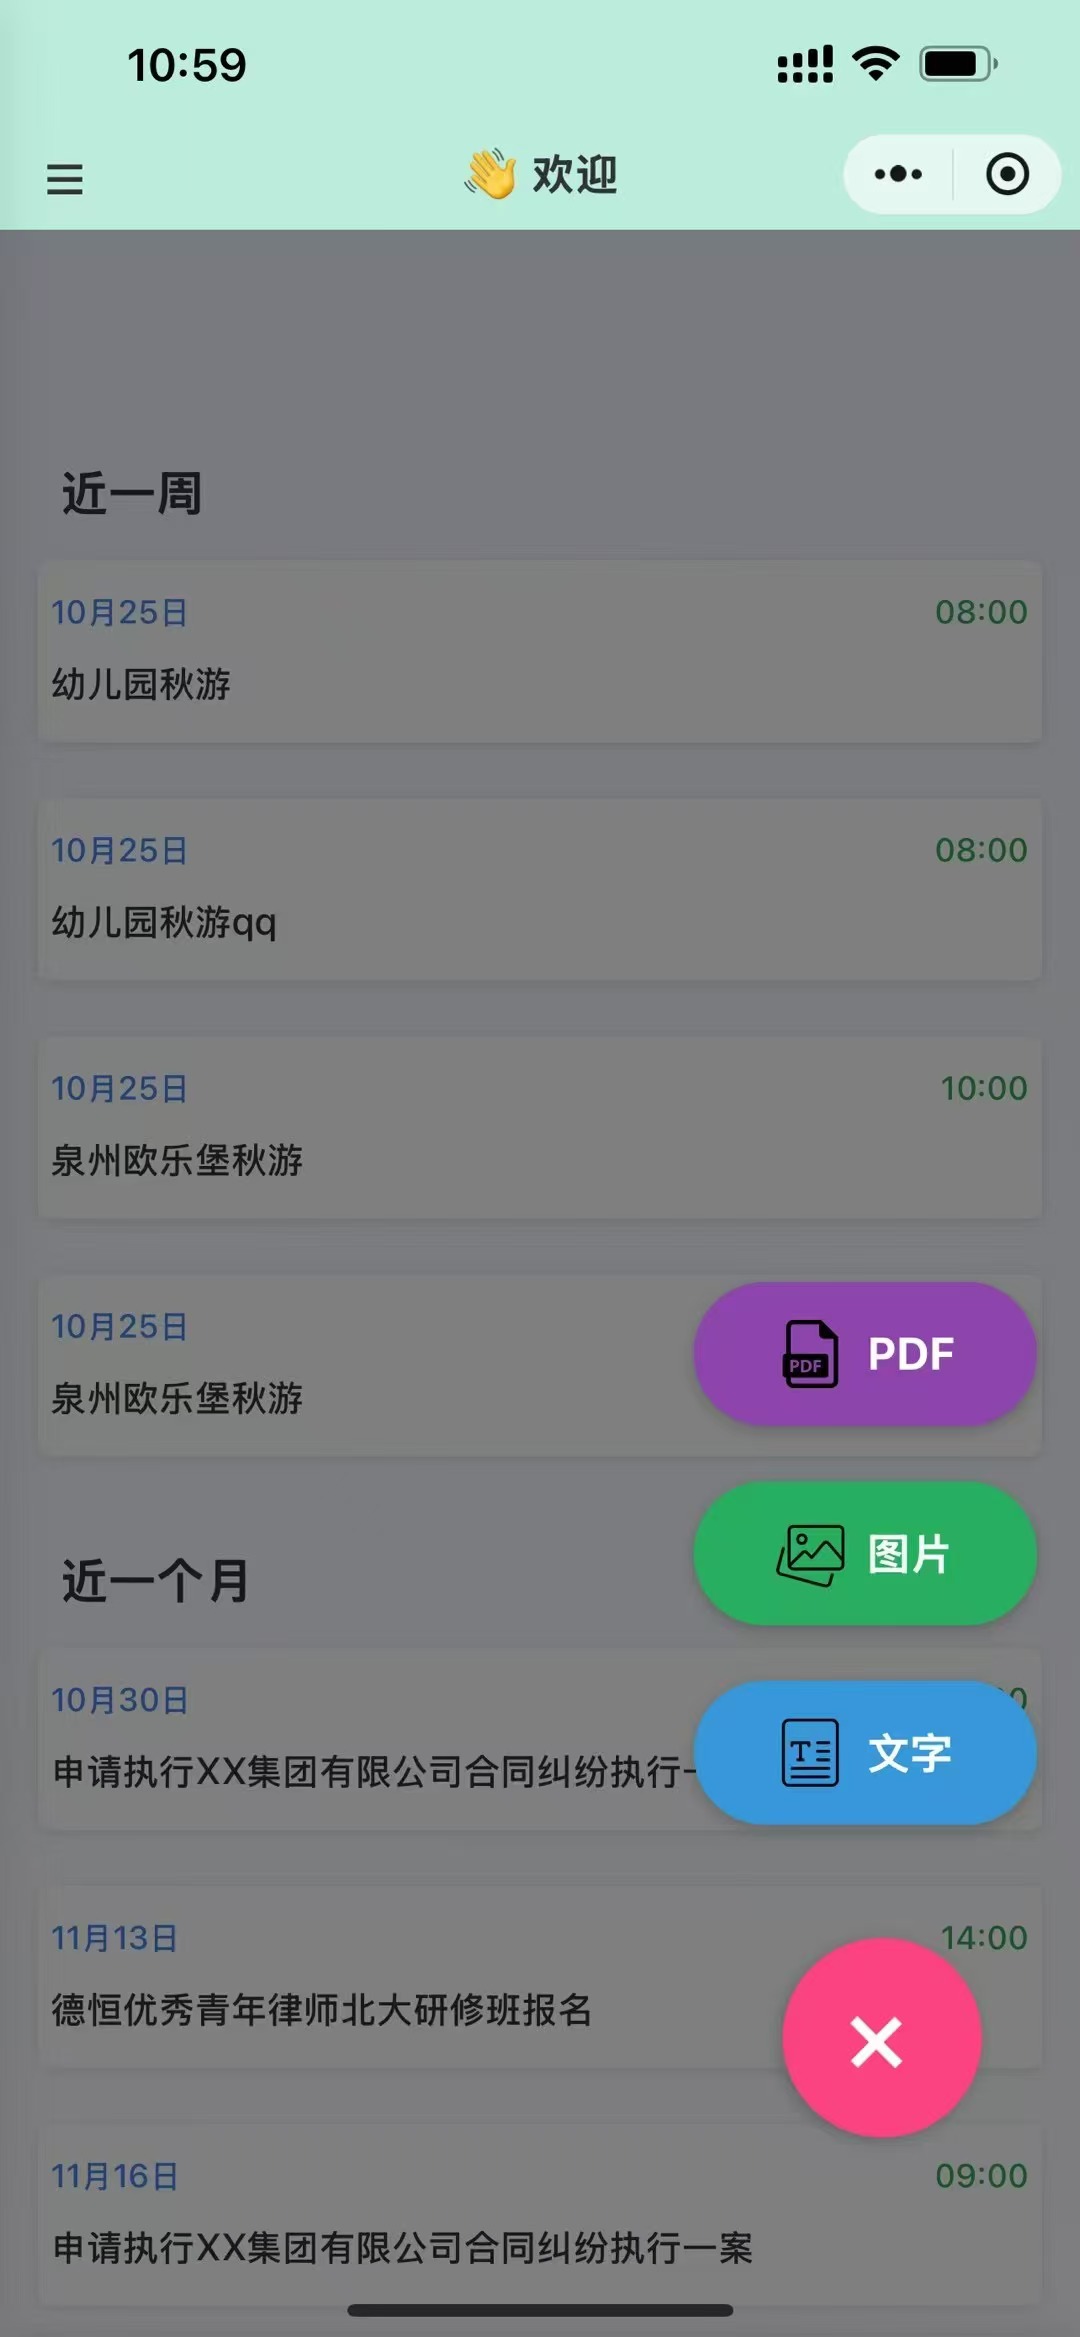 10:59
👋 欢迎
近一周
10月25日 08:00
幼儿园秋游
10月25日 08:00
幼儿园秋游qq
10月25日 10:00
泉州欧乐堡秋游
10月25日
泉州欧乐堡秋游
PDF PDF
图片
近一个月
10月30日
申请执行XX集团有限公司合同纠纷执行
文字
11月13日 14:00
德恒优秀青年律师北大研修班报名
11月16日 09:00
申请执行XX集团有限公司合同纠纷执行一案